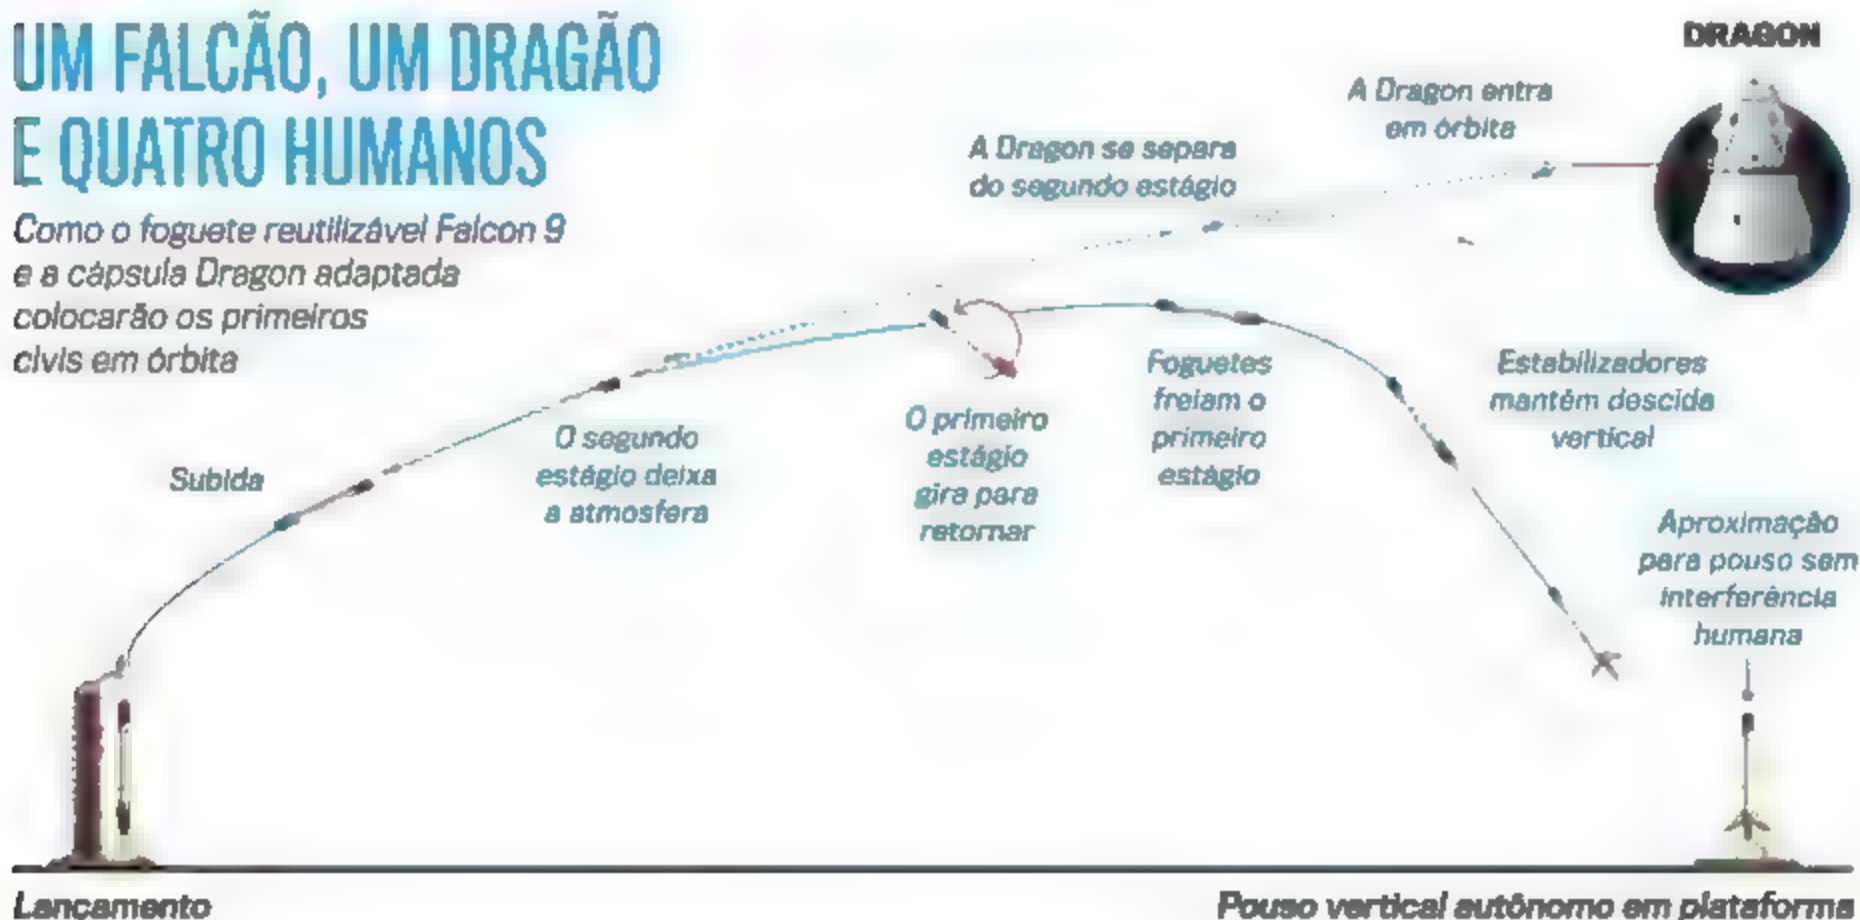 UM FALCÃO, UM DRAGÃO
E QUATRO HUMANOS
Como o foguete reutilizável Falcon 9
e a cápsula Dragon adaptada
colocarão os primeiros
civis em órbita
DRAGON
A Dragon entra
em órbita
A Dragon se separa
do segundo estágio
Subida
O segundo
estágio deixa
a atmosfera
O primeiro
estágio
gira para
retornar
Foguetes
freiam o
primeiro
estágio
Estabilizadores
mantêm descida
vertical
Aproximação
para pouso sem
interferência
humana
Lançamento
Pouso vertical autônomo em plataforma